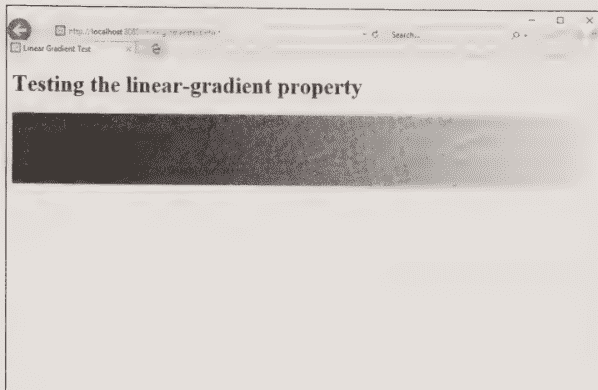 http://localhost
Search...
Linear Gradient Test
Testing the linear-gradient property